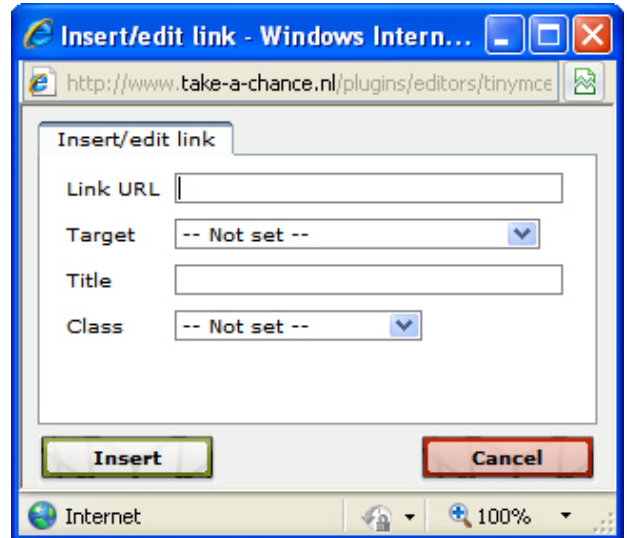 Insert/edit link - Windows Intern...
http://www.take-a-chance.nl/plugins/editors/tinymce
Insert/edit link
Link URL
Target -- Not set --
Title
Class -- Not set --
Insert Cancel
Internet 100%